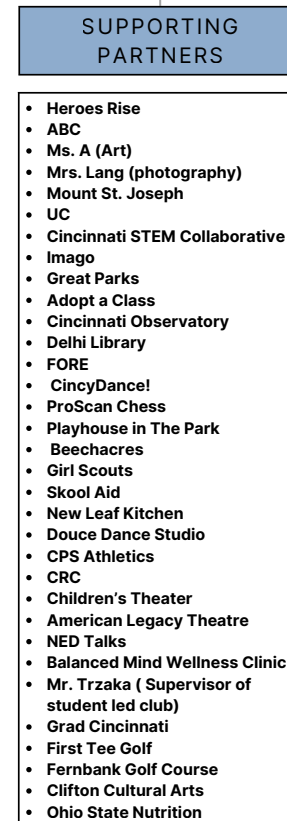 SUPPORTING
PARTNERS
• Heroes Rise
• ABC
• Ms. A (Art)
• Mrs. Lang (photography)
• Mount St. Joseph
• UC
• Cincinnati STEM Collaborative
• Imago
• Great Parks
• Adopt a Class
• Cincinnati Observatory
• Delhi Library
• FORE
• CincyDance!
• ProScan Chess
• Playhouse in The Park
• Beechacres
• Girl Scouts
• Skool Aid
• New Leaf Kitchen
• Douce Dance Studio
• CPS Athletics
• CRC
• Children’s Theater
• American Legacy Theatre
• NED Talks
• Balanced Mind Wellness Clinic
• Mr. Trzaka ( Supervisor of
student led club)
• Grad Cincinnati
• First Tee Golf
• Fernbank Golf Course
• Clifton Cultural Arts
• Ohio State Nutrition